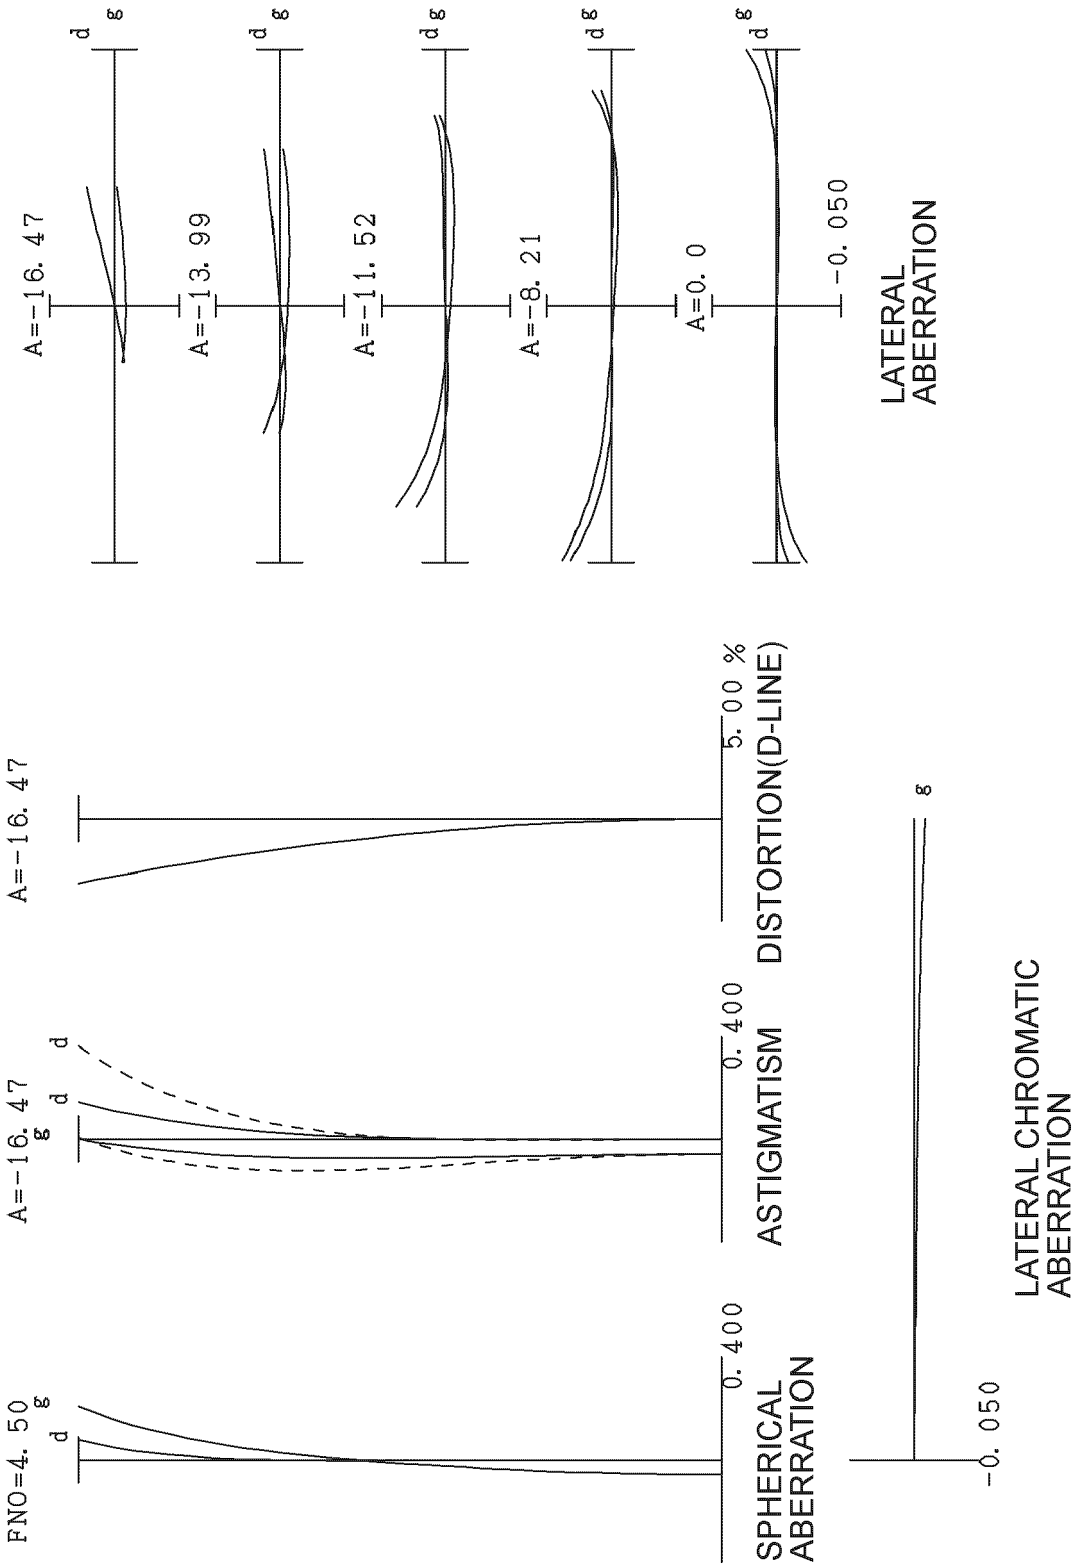 FNO=4.50
d
g
0.400
SPHERICAL
ABERRATION
A=-16.47
g
d
d
0.400
ASTIGMATISM
A=-16.47
5.00 %
DISTORTION(D-LINE)
-0.050
g
LATERAL CHROMATIC
ABERRATION
A=-16.47
d
g
A=-13.99
d
g
A=-11.52
d
g
A=-8.21
d
g
A=0.0
d
g
-0.050
LATERAL
ABERRATION